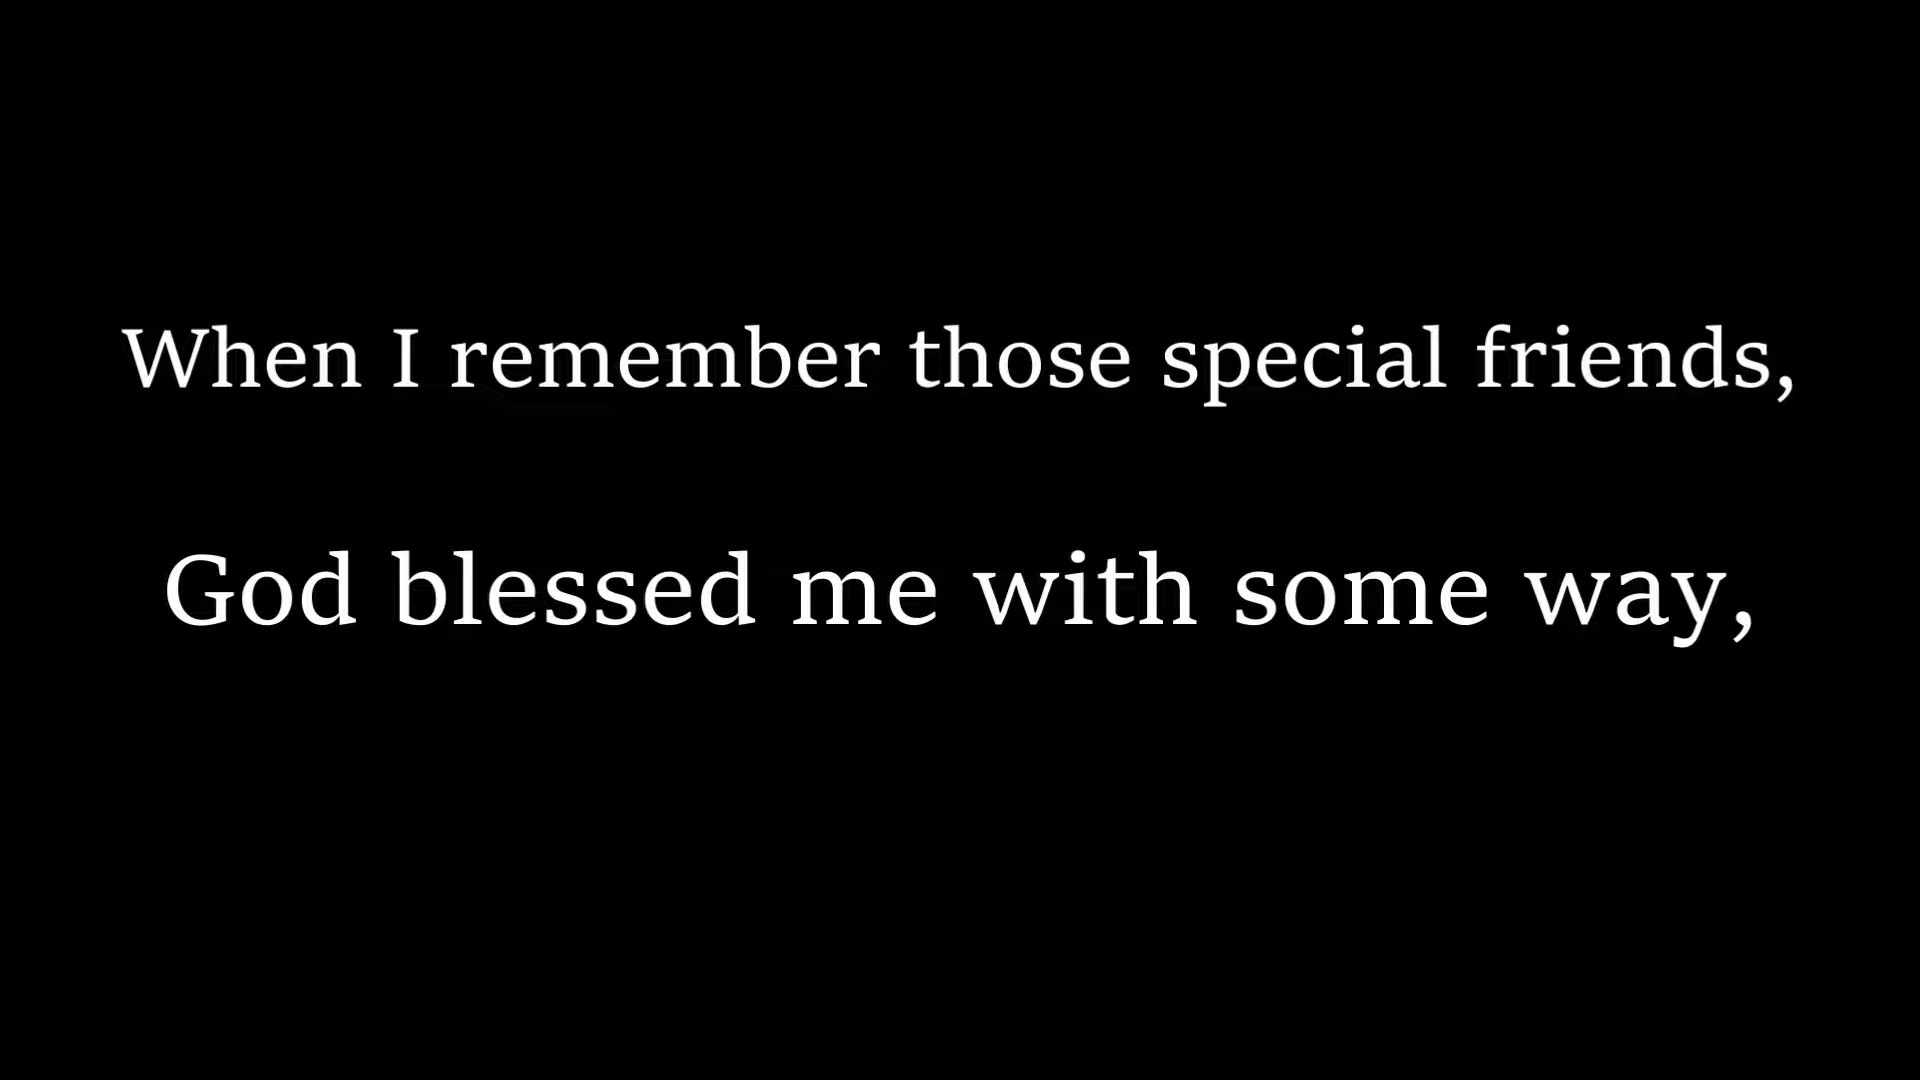 When I remember those special friends,
God blessed me with some way,